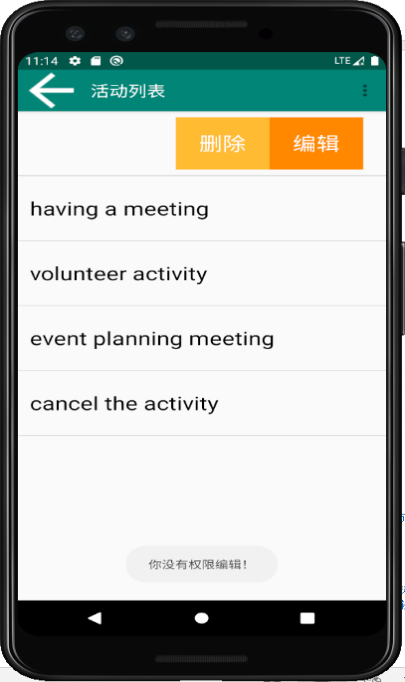 11:14 LTE
活动列表
删除 编辑
having a meeting
volunteer activity
event planning meeting
cancel the activity
你没有权限编辑！